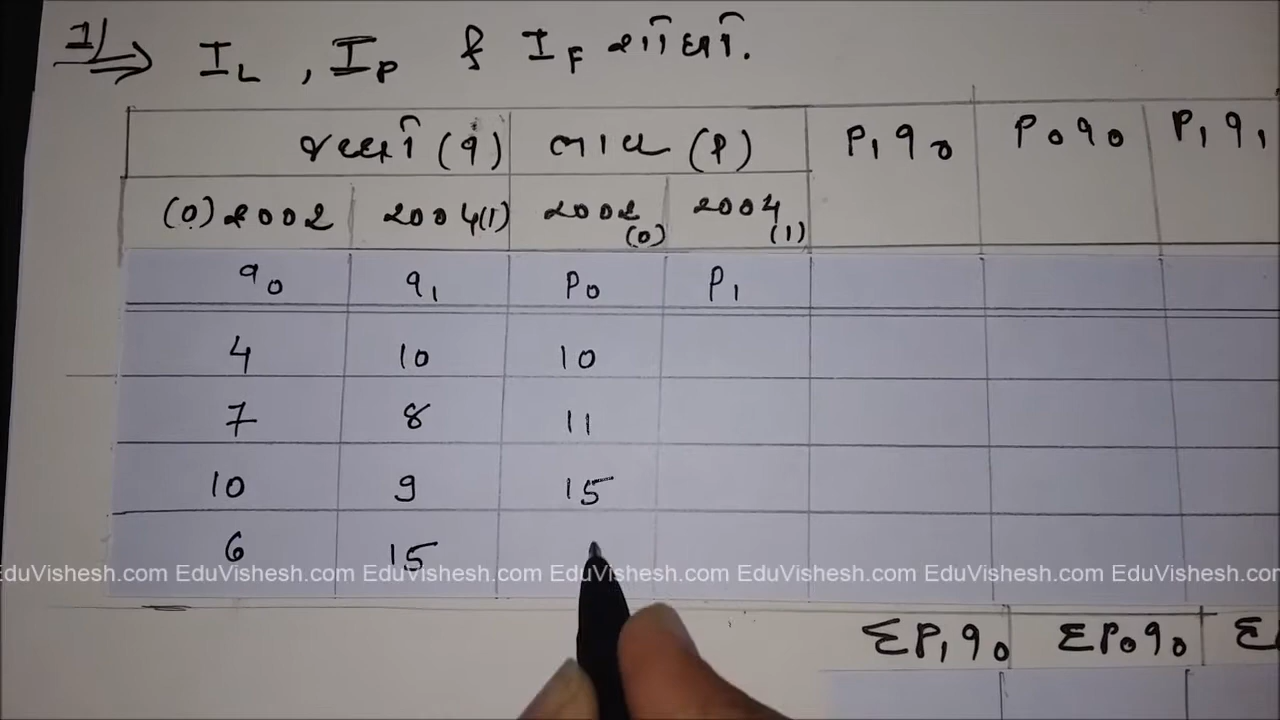 1) ⇒ IL , IP ई IF શોધો.
જથ્થો (q) ભાવ (P) P₁q₀ P₀q₀ P₁q₁
(0) 2002 2004(1) 2002 (0) 2004 (1)
q₀ q₁ P₀ P₁
4 10 10
7 8 11
10 9 15
6 15
EduVishesh.com EduVishesh.com EduVishesh.com EduVishesh.com EduVishesh.com EduVishesh.com EduVishesh.com
ΣP₁q₀ ΣP₀q₀ Σ